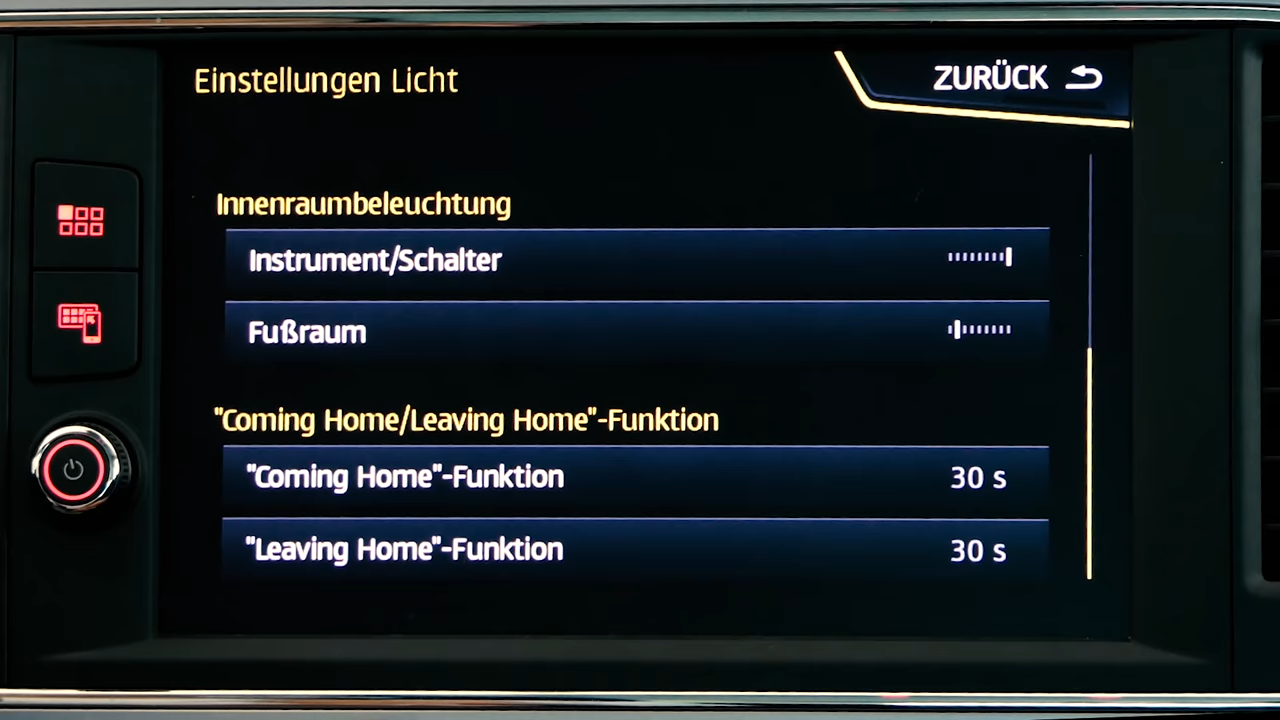 Einstellungen Licht
ZURÜCK
Innenraumbeleuchtung
Instrument/Schalter
Fußraum
"Coming Home/Leaving Home"-Funktion
"Coming Home"-Funktion 30 s
"Leaving Home"-Funktion 30 s